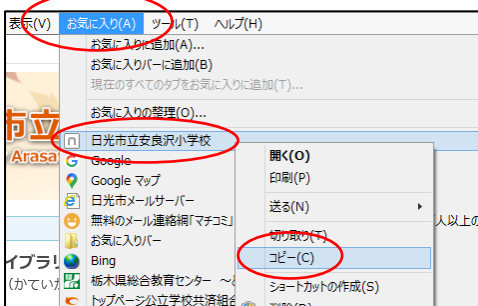 表示(V) お気に入り(A) ツール(T) ヘルプ(H)
お気に入りに追加(A)...
お気に入りバーに追加(B)
現在のすべてのタブをお気に入りに追加(T)...
お気に入りの整理(O)...
市立
Arasa
日光市立安良沢小学校
Google
Google マップ
日光市メールサーバー
無料のメール連絡網「マチコミ」
お気に入りバー
Bing
栃木県総合教育センター ~
トップページ公立学校共済組合
イブラリ
(かてい
開く(O)
印刷(P)
送る(N)
切り取り(T)
コピー(C)
ショートカットの作成(S)
削除(D)
人以上の